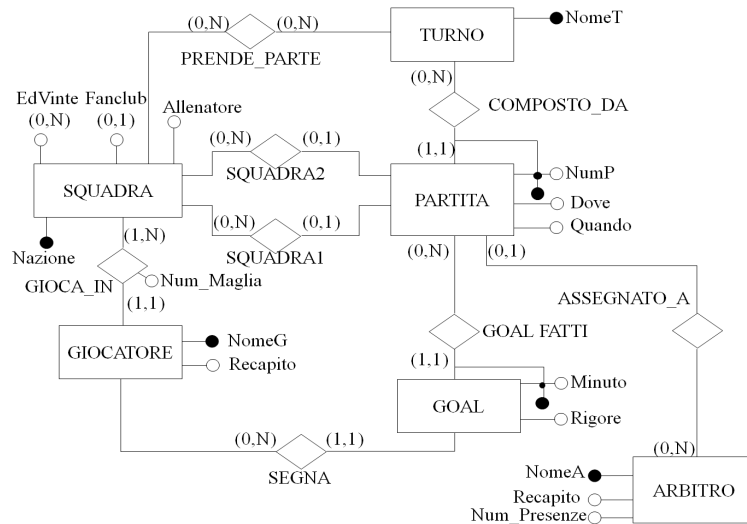 (0,N) (0,N)
TURNO
NomeT
PRENDE_PARTE
EdVinte Fanclub
(0,N)
(0,N) (0,1)
Allenatore
COMPOSTO_DA
(0,N) (0,1)
(1,1)
SQUADRA
SQUADRA2
PARTITA
NumP
Dove
(0,N) (0,1)
Quando
(1,N)
SQUADRA1
(0,N)
(0,1)
Nazione
GIOCA_IN
Num_Maglia
ASSEGNATO_A
(1,1)
GOAL FATTI
GIOCATORE
NomeG
Recapito
(1,1)
Minuto
GOAL
Rigore
(0,N) (1,1)
SEGNA
(0,N)
NomeA
Recapito
Num_Presenze
ARBITRO